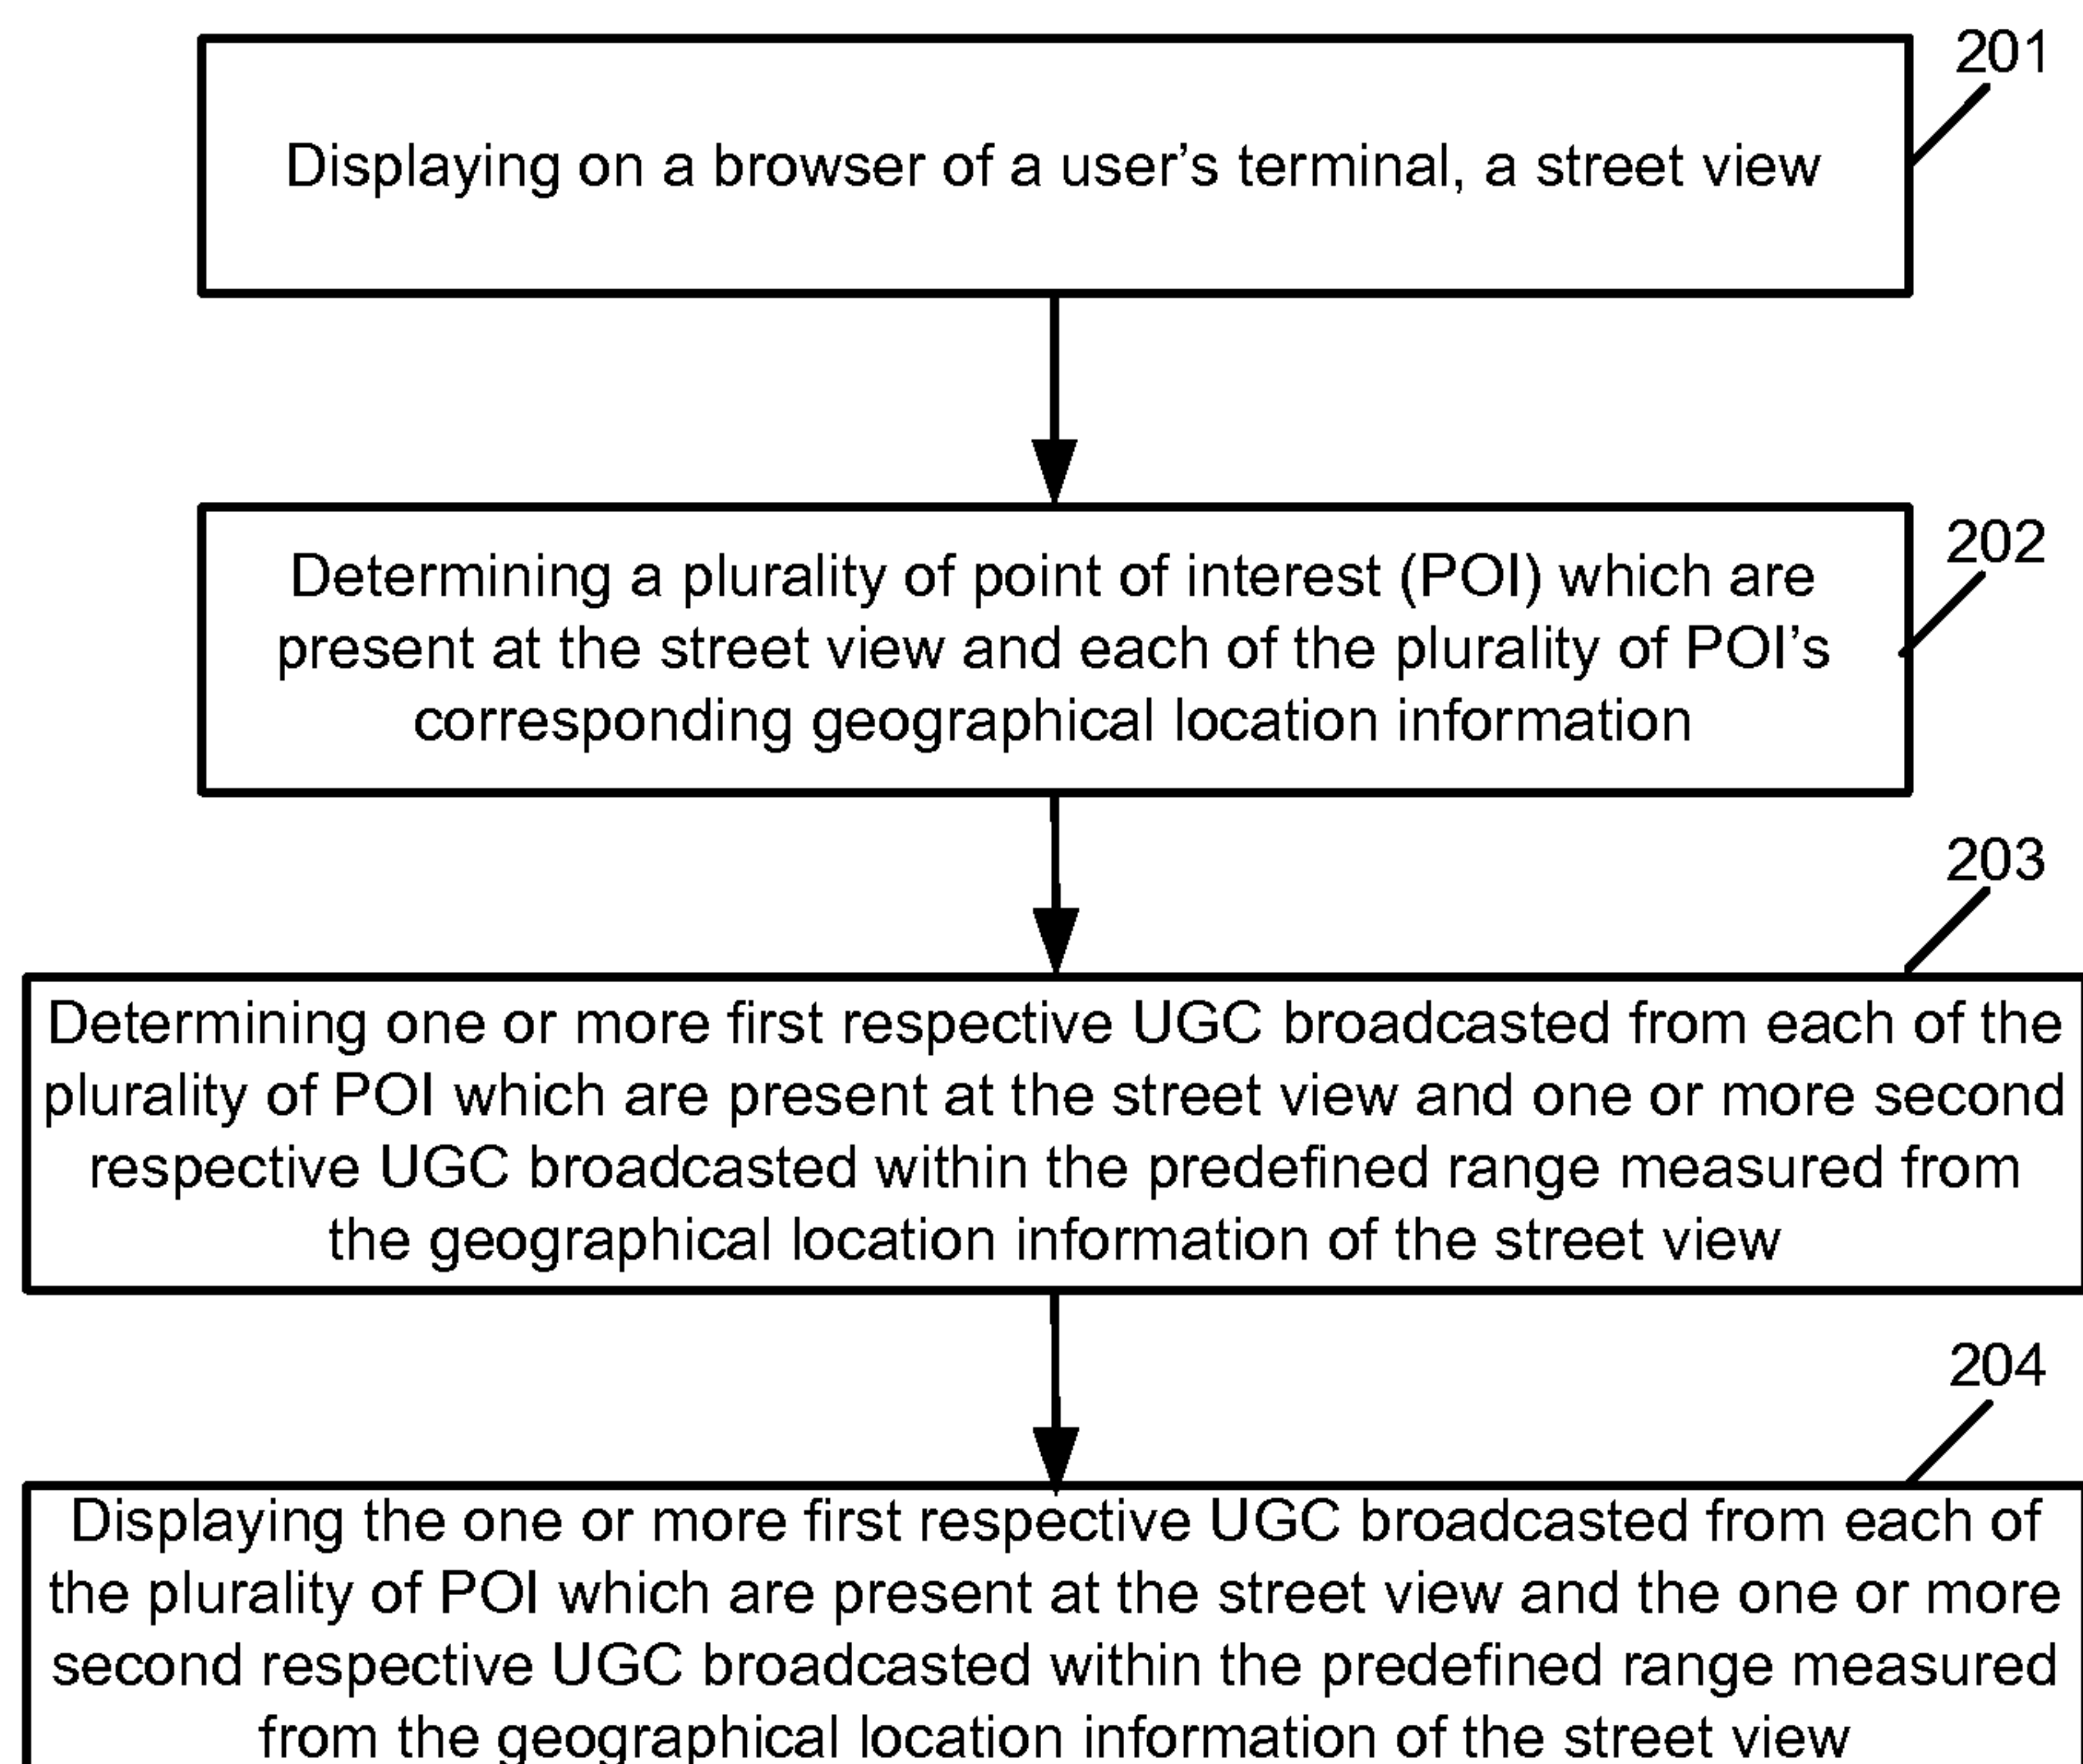 201
Displaying on a browser of a user's terminal, a street view
202
Determining a plurality of point of interest (POI) which are
present at the street view and each of the plurality of POI's
corresponding geographical location information
203
Determining one or more first respective UGC broadcasted from each of the
plurality of POI which are present at the street view and one or more second
respective UGC broadcasted within the predefined range measured from
the geographical location information of the street view
204
Displaying the one or more first respective UGC broadcasted from each of
the plurality of POI which are present at the street view and the one or more
second respective UGC broadcasted within the predefined range measured
from the geographical location information of the street view